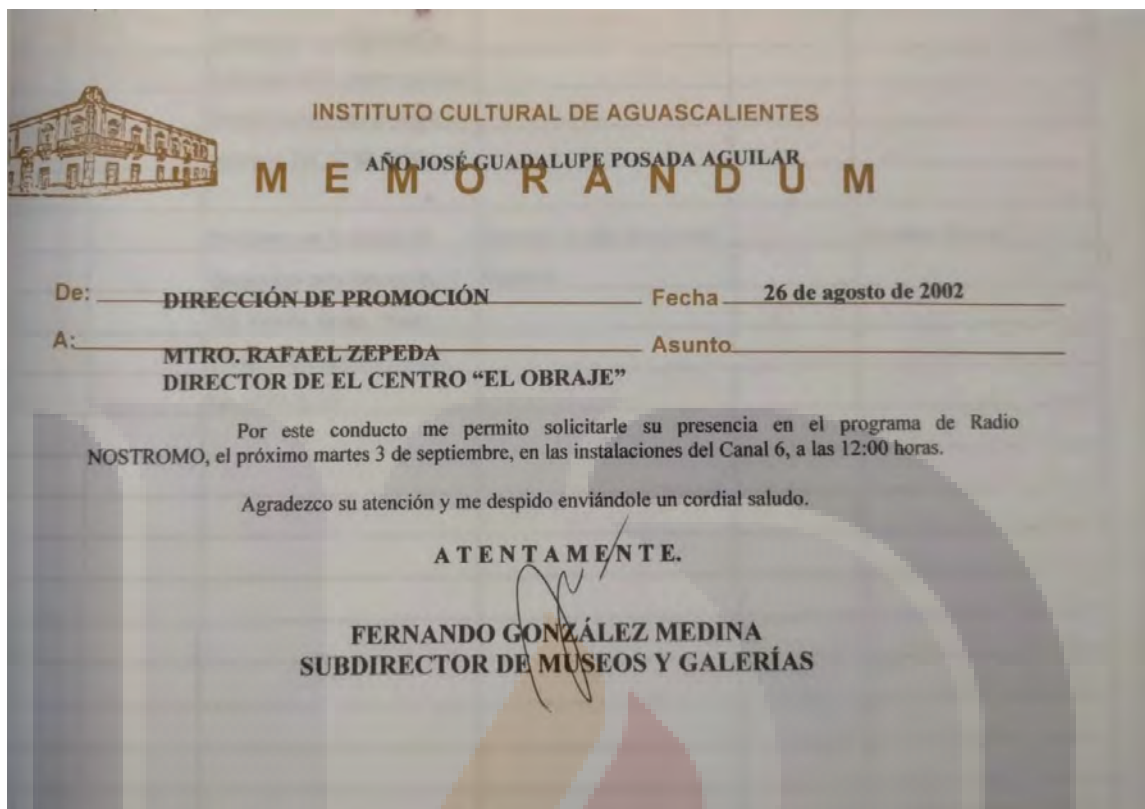 INSTITUTO CULTURAL DE AGUASCALIENTES
AÑO JOSÉ GUADALUPE POSADA AGUILAR
MEMORANDUM
De: DIRECCIÓN DE PROMOCIÓN Fecha 26 de agosto de 2002
A: MTRO. RAFAEL ZEPEDA Asunto
DIRECTOR DE EL CENTRO “EL OBRAJE”
Por este conducto me permito solicitarle su presencia en el programa de Radio
NOSTROMO, el próximo martes 3 de septiembre, en las instalaciones del Canal 6, a las 12:00 horas.
Agradezco su atención y me despido enviándole un cordial saludo.
A T E N T A M E N T E.
FERNANDO GONZÁLEZ MEDINA
SUBDIRECTOR DE MUSEOS Y GALERÍAS